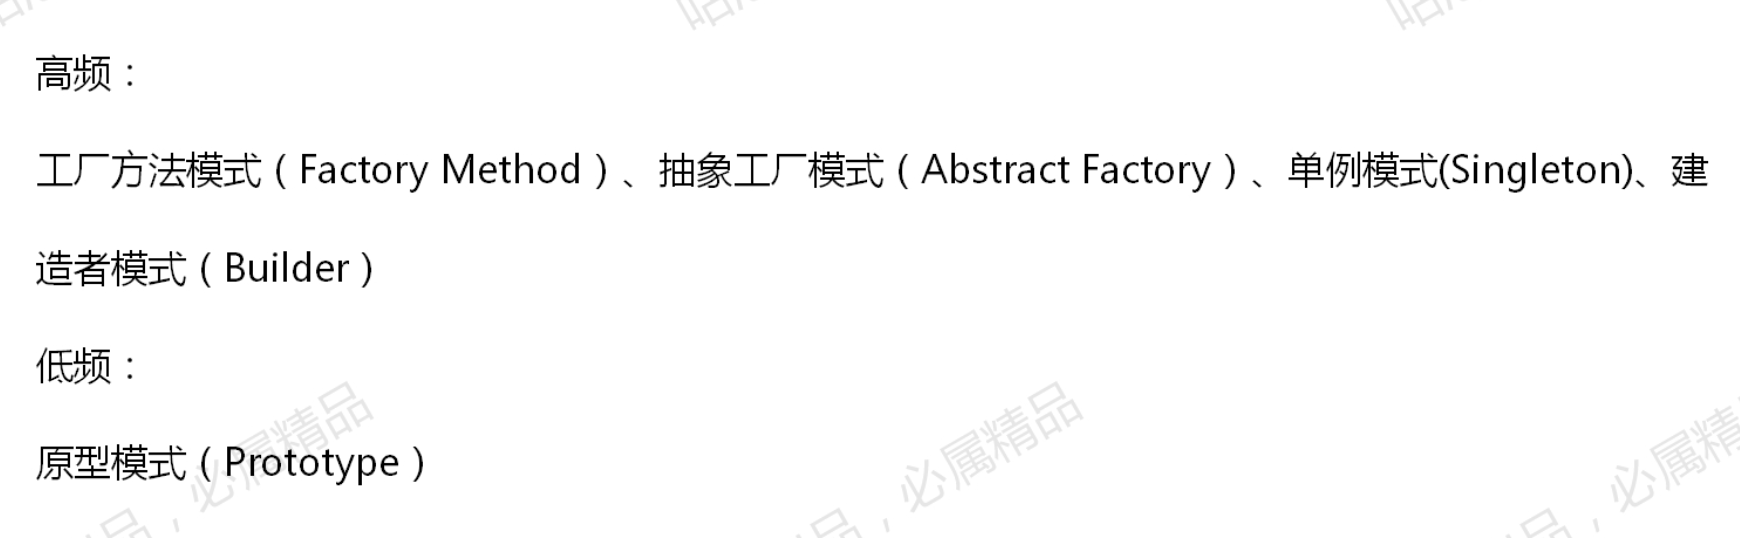 高频：
工厂方法模式（Factory Method）、抽象工厂模式（Abstract Factory）、单例模式(Singleton)、建
造者模式（Builder）
低频：
原型模式（Prototype）
必属精品
必属精品
必属精
品，
品，
品，